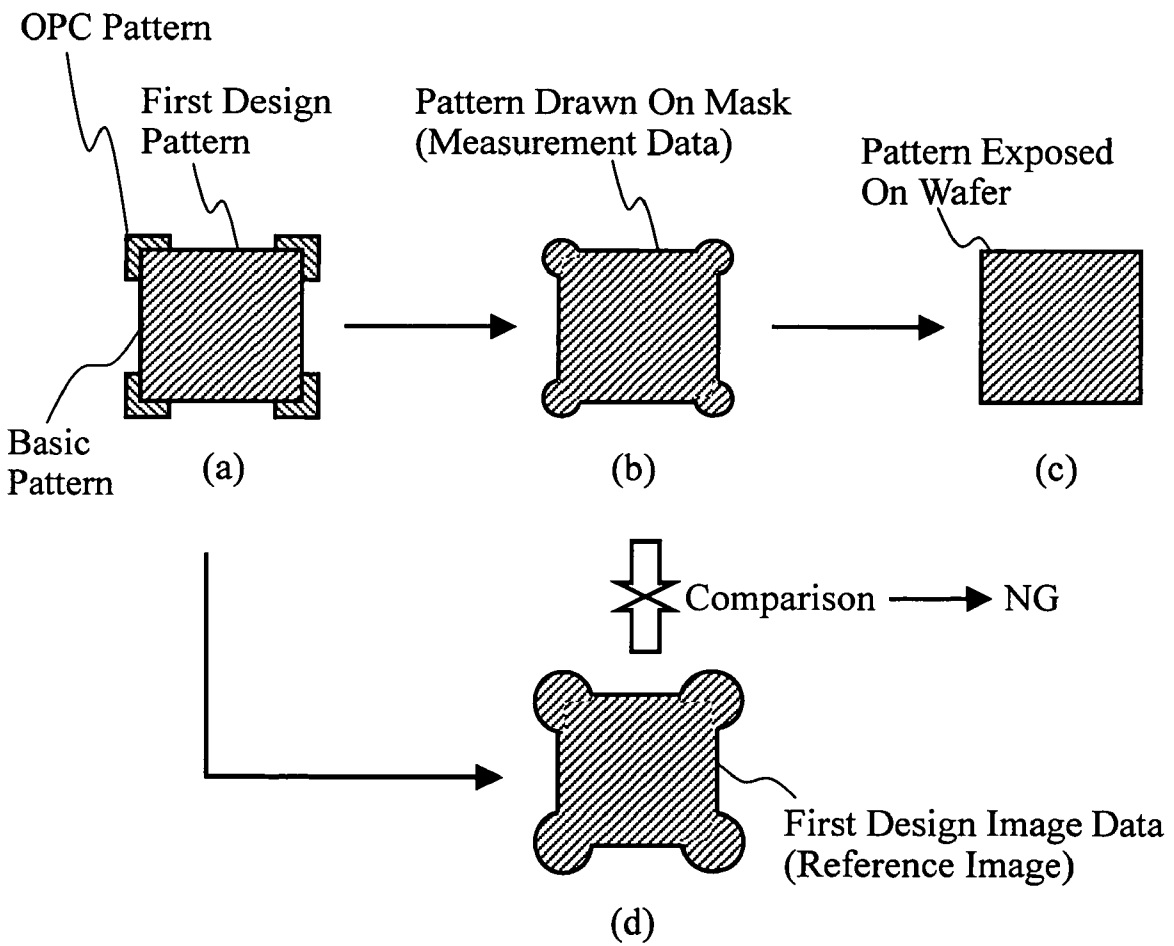 OPC Pattern
First Design
Pattern
Pattern Drawn On Mask
(Measurement Data)
Pattern Exposed
On Wafer
Basic
Pattern
(a)
(b)
(c)
Comparison
NG
First Design Image Data
(Reference Image)
(d)